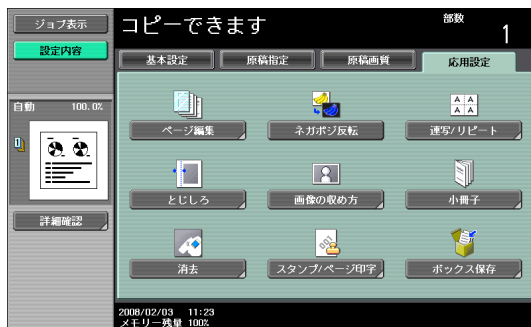 ジョブ表示
コピーできます
部数
1
設定内容
基本設定
原稿指定
原稿画質
応用設定
自動 100.0%
ページ編集
ネガポジ反転
連写/リピート
とじしろ
画像の収め方
小冊子
詳細確認
消去
スタンプ/ページ印字
ボックス保存
2008/02/03 11:23
メモリー残量 100%